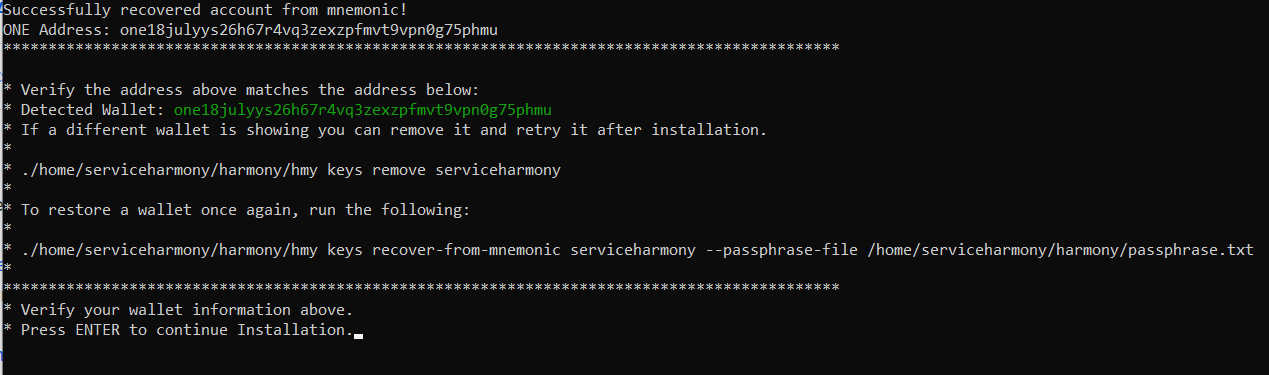 Successfully recovered account from mnemonic!
ONE Address: one18julyys26h67r4vq3zexzpfmvt9vpn0g75phmu
*********************************************************************************************
* Verify the address above matches the address below:
* Detected Wallet: one18julyys26h67r4vq3zexzpfmvt9vpn0g75phmu
* If a different wallet is showing you can remove it and retry it after installation.
*
* ./home/serviceharmony/harmony/hmy keys remove serviceharmony
*
* To restore a wallet once again, run the following:
*
* ./home/serviceharmony/harmony/hmy keys recover-from-mnemonic serviceharmony --passphrase-file /home/serviceharmony/harmony/passphrase.txt
*
*********************************************************************************************
* Verify your wallet information above.
* Press ENTER to continue Installation.